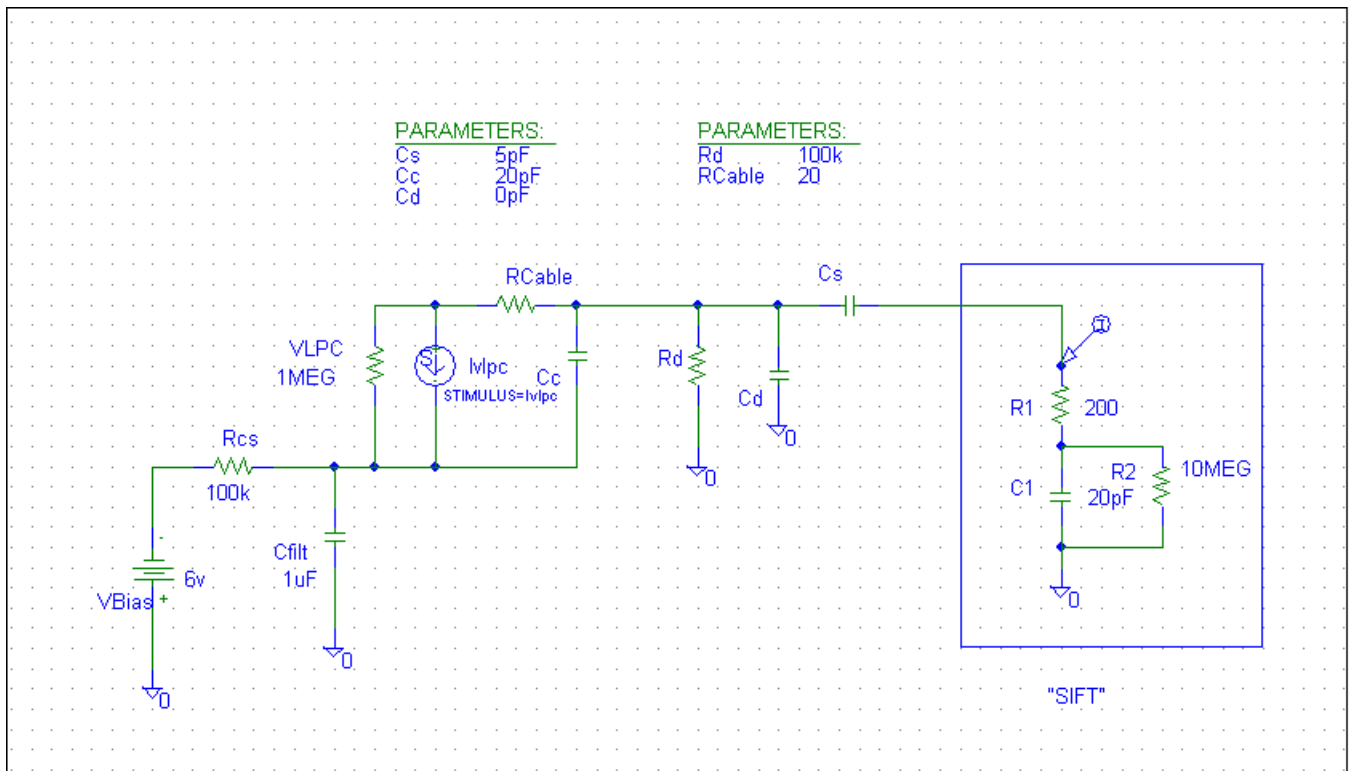 PARAMETERS:
Cs 5pF
Cc 20pF
Cd 0pF
PARAMETERS:
Rd 100k
RCable 20
RCable
Cs
VLPC
1MEG
S
Ivlpc
STIMULUS=Ivlpc
Cc
Rd
Cd
0
I
R1
200
Rcs
100k
0
C1
R2
20pF
10MEG
Cfilt
1uF
-
6v
VBias +
0
0
0
"SIFT"